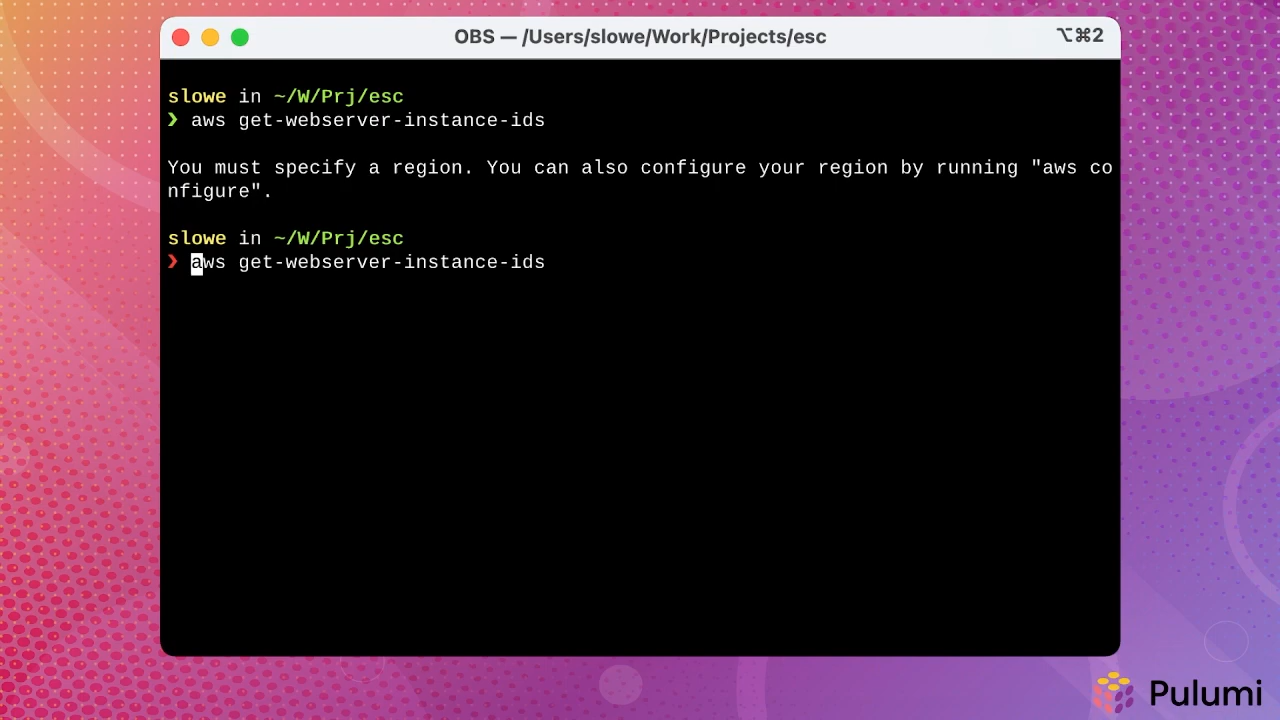 OBS — /Users/slowe/Work/Projects/esc
⌥⌘2
slowe in ~/W/Prj/esc
❯ aws get-webserver-instance-ids
You must specify a region. You can also configure your region by running "aws co
nfigure".
slowe in ~/W/Prj/esc
❯ aws get-webserver-instance-ids
Pulumi